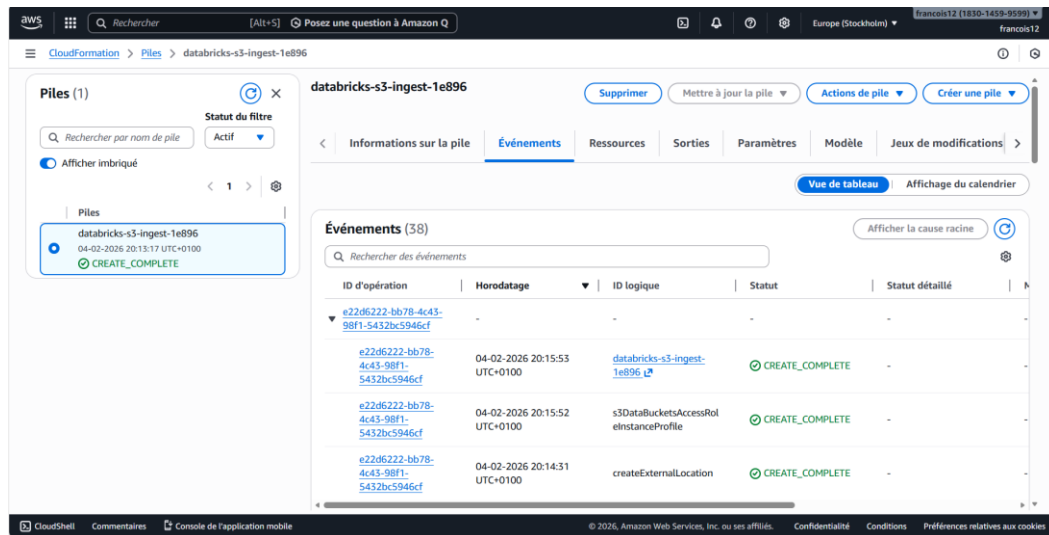 aws
Rechercher
[Alt+S]
Posez une question à Amazon Q
Europe (Stockholm) ▼
francois12 (1830-1459-9599) ▼
francois12
CloudFormation > Piles > databricks-s3-ingest-1e896
Piles (1)
Statut du filtre
Rechercher par nom de pile
Actif ▼
Afficher imbriqué
< 1 >
Piles
databricks-s3-ingest-1e896
04-02-2026 20:13:17 UTC+0100
CREATE_COMPLETE
databricks-s3-ingest-1e896
Supprimer
Mettre à jour la pile ▼
Actions de pile ▼
Créer une pile ▼
Informations sur la pile
Événements
Ressources
Sorties
Paramètres
Modèle
Jeux de modifications
Vue de tableau
Affichage du calendrier
Événements (38)
Afficher la cause racine
Rechercher des événements
ID d'opération
Horodatage
ID logique
Statut
Statut détaillé
e22d6222-bb78-4c43-
98f1-5432bc5946cf
-
-
-
-
e22d6222-bb78-
4c43-98f1-
5432bc5946cf
04-02-2026 20:15:53
UTC+0100
databricks-s3-ingest-
1e896
CREATE_COMPLETE
-
e22d6222-bb78-
4c43-98f1-
5432bc5946cf
04-02-2026 20:15:52
UTC+0100
s3DataBucketsAccessRol
eInstanceProfile
CREATE_COMPLETE
-
e22d6222-bb78-
4c43-98f1-
5432bc5946cf
04-02-2026 20:14:31
UTC+0100
createExternalLocation
CREATE_COMPLETE
-
CloudShell
Commentaires
Console de l'application mobile
© 2026, Amazon Web Services, Inc. ou ses affiliés.
Confidentialité
Conditions
Préférences relatives aux cookies